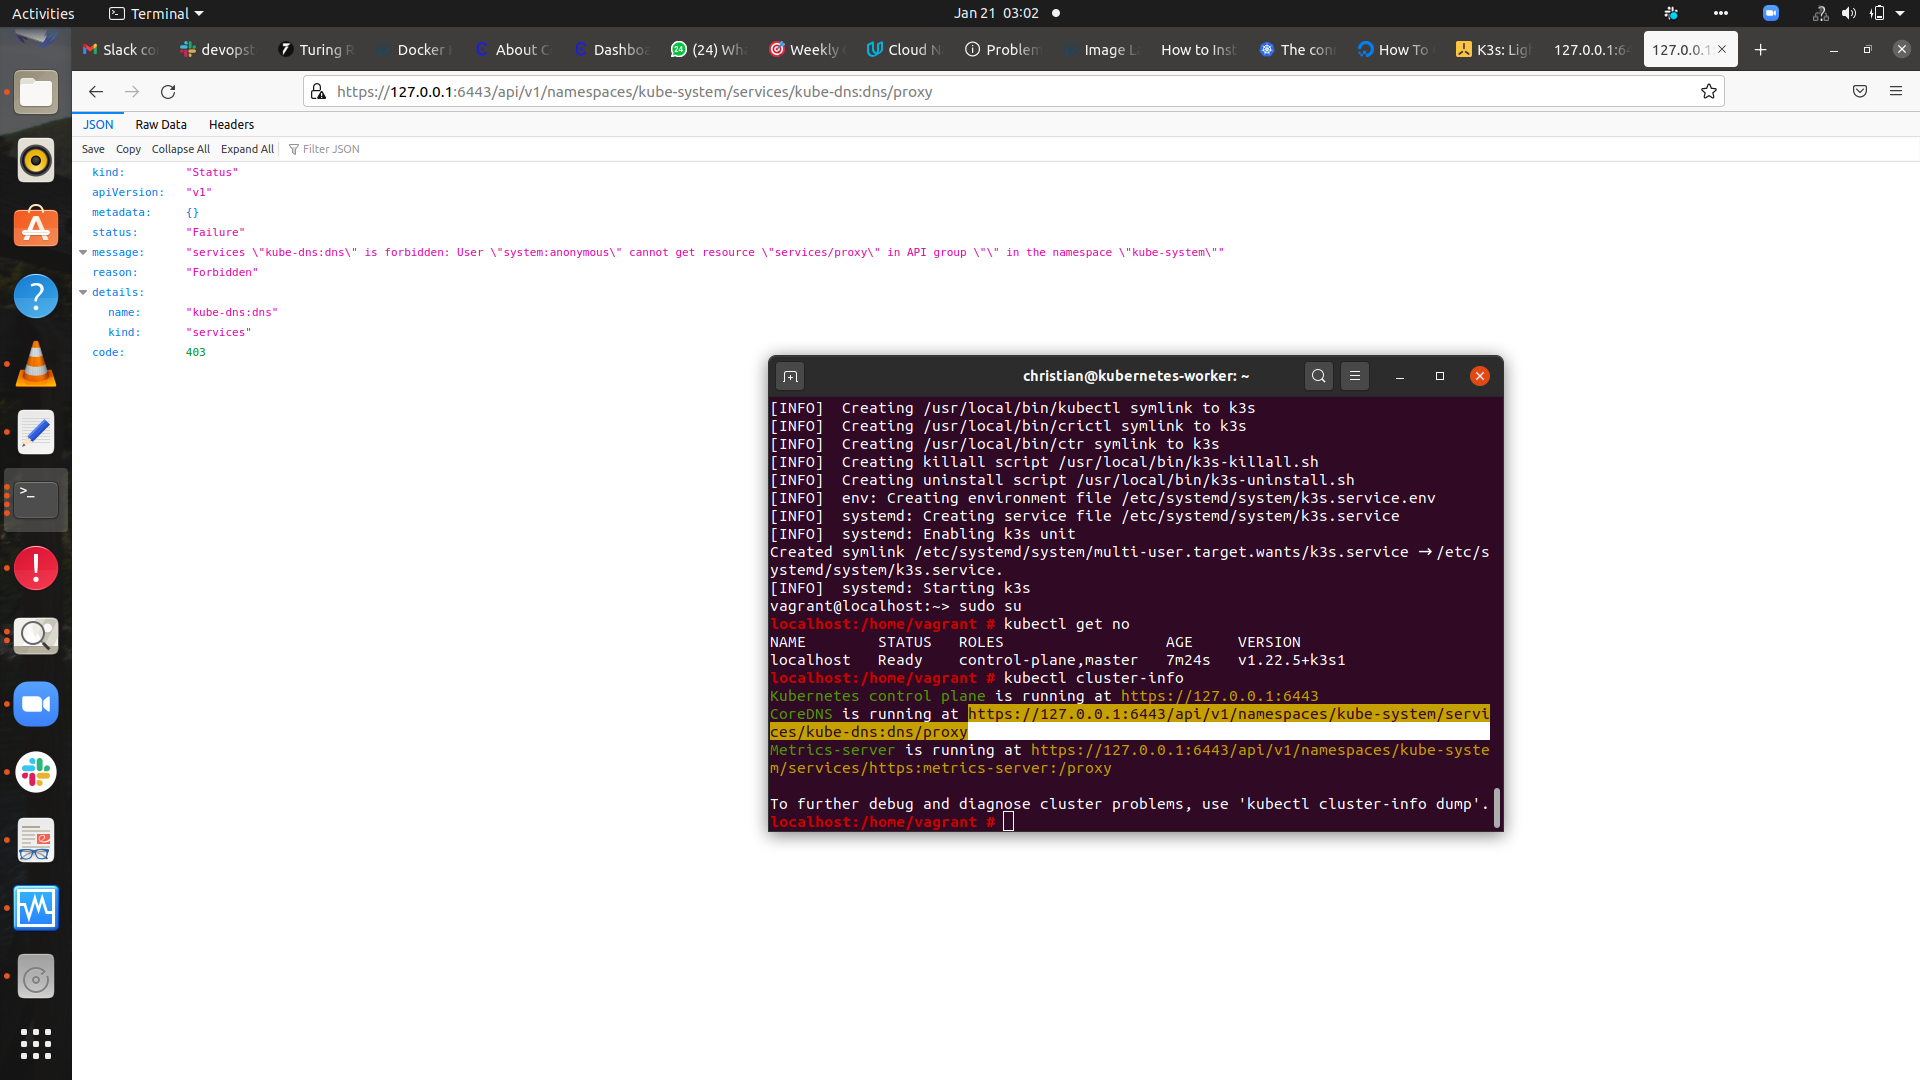 Activities
Terminal
Jan 21 03:02
Slack co
devopst
Turing R
Docker
About C
Dashboa
(24) Wha
Weekly
Cloud N
Problem
Image L
How to Inst
The con
How To
K3s: Lig
127.0.0.1:64
127.0.0.1
https://127.0.0.1:6443/api/v1/namespaces/kube-system/services/kube-dns:dns/proxy
JSON
Raw Data
Headers
Save
Copy
Collapse All
Expand All
Filter JSON
kind: "Status"
apiVersion: "v1"
metadata: {}
status: "Failure"
message: "services \"kube-dns:dns\" is forbidden: User \"system:anonymous\" cannot get resource \"services/proxy\" in API group \"\" in the namespace \"kube-system\""
reason: "Forbidden"
details:
name: "kube-dns:dns"
kind: "services"
code: 403
christian@kubernetes-worker: ~
[INFO]  Creating /usr/local/bin/kubectl symlink to k3s
[INFO]  Creating /usr/local/bin/crictl symlink to k3s
[INFO]  Creating /usr/local/bin/ctr symlink to k3s
[INFO]  Creating killall script /usr/local/bin/k3s-killall.sh
[INFO]  Creating uninstall script /usr/local/bin/k3s-uninstall.sh
[INFO]  env: Creating environment file /etc/systemd/system/k3s.service.env
[INFO]  systemd: Creating service file /etc/systemd/system/k3s.service
[INFO]  systemd: Enabling k3s unit
Created symlink /etc/systemd/system/multi-user.target.wants/k3s.service → /etc/s
ystemd/system/k3s.service.
[INFO]  systemd: Starting k3s
vagrant@localhost:~> sudo su
localhost:/home/vagrant # kubectl get no
NAME        STATUS   ROLES                  AGE     VERSION
localhost   Ready    control-plane,master   7m24s   v1.22.5+k3s1
localhost:/home/vagrant # kubectl cluster-info
Kubernetes control plane is running at https://127.0.0.1:6443
CoreDNS is running at https://127.0.0.1:6443/api/v1/namespaces/kube-system/servi
ces/kube-dns:dns/proxy
Metrics-server is running at https://127.0.0.1:6443/api/v1/namespaces/kube-syste
m/services/https:metrics-server:/proxy
To further debug and diagnose cluster problems, use 'kubectl cluster-info dump'.
localhost:/home/vagrant #